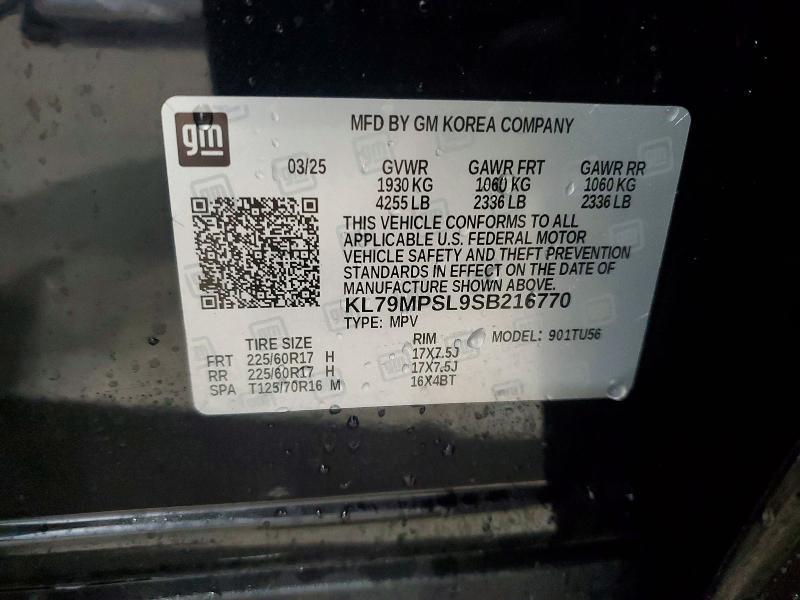 gm
MFD BY GM KOREA COMPANY
03/25 GVWR GAWR FRT GAWR RR
1930 KG 1060 KG 1060 KG
4255 LB 2336 LB 2336 LB
THIS VEHICLE CONFORMS TO ALL
APPLICABLE U.S. FEDERAL MOTOR
VEHICLE SAFETY AND THEFT PREVENTION
STANDARDS IN EFFECT ON THE DATE OF
MANUFACTURE SHOWN ABOVE.
KL79MPSL9SB216770
TYPE: MPV
TIRE SIZE RIM MODEL: 901TU56
FRT 225/60R17 H 17X7.5J
RR 225/60R17 H 17X7.5J
SPA T125/70R16 M 16X4BT